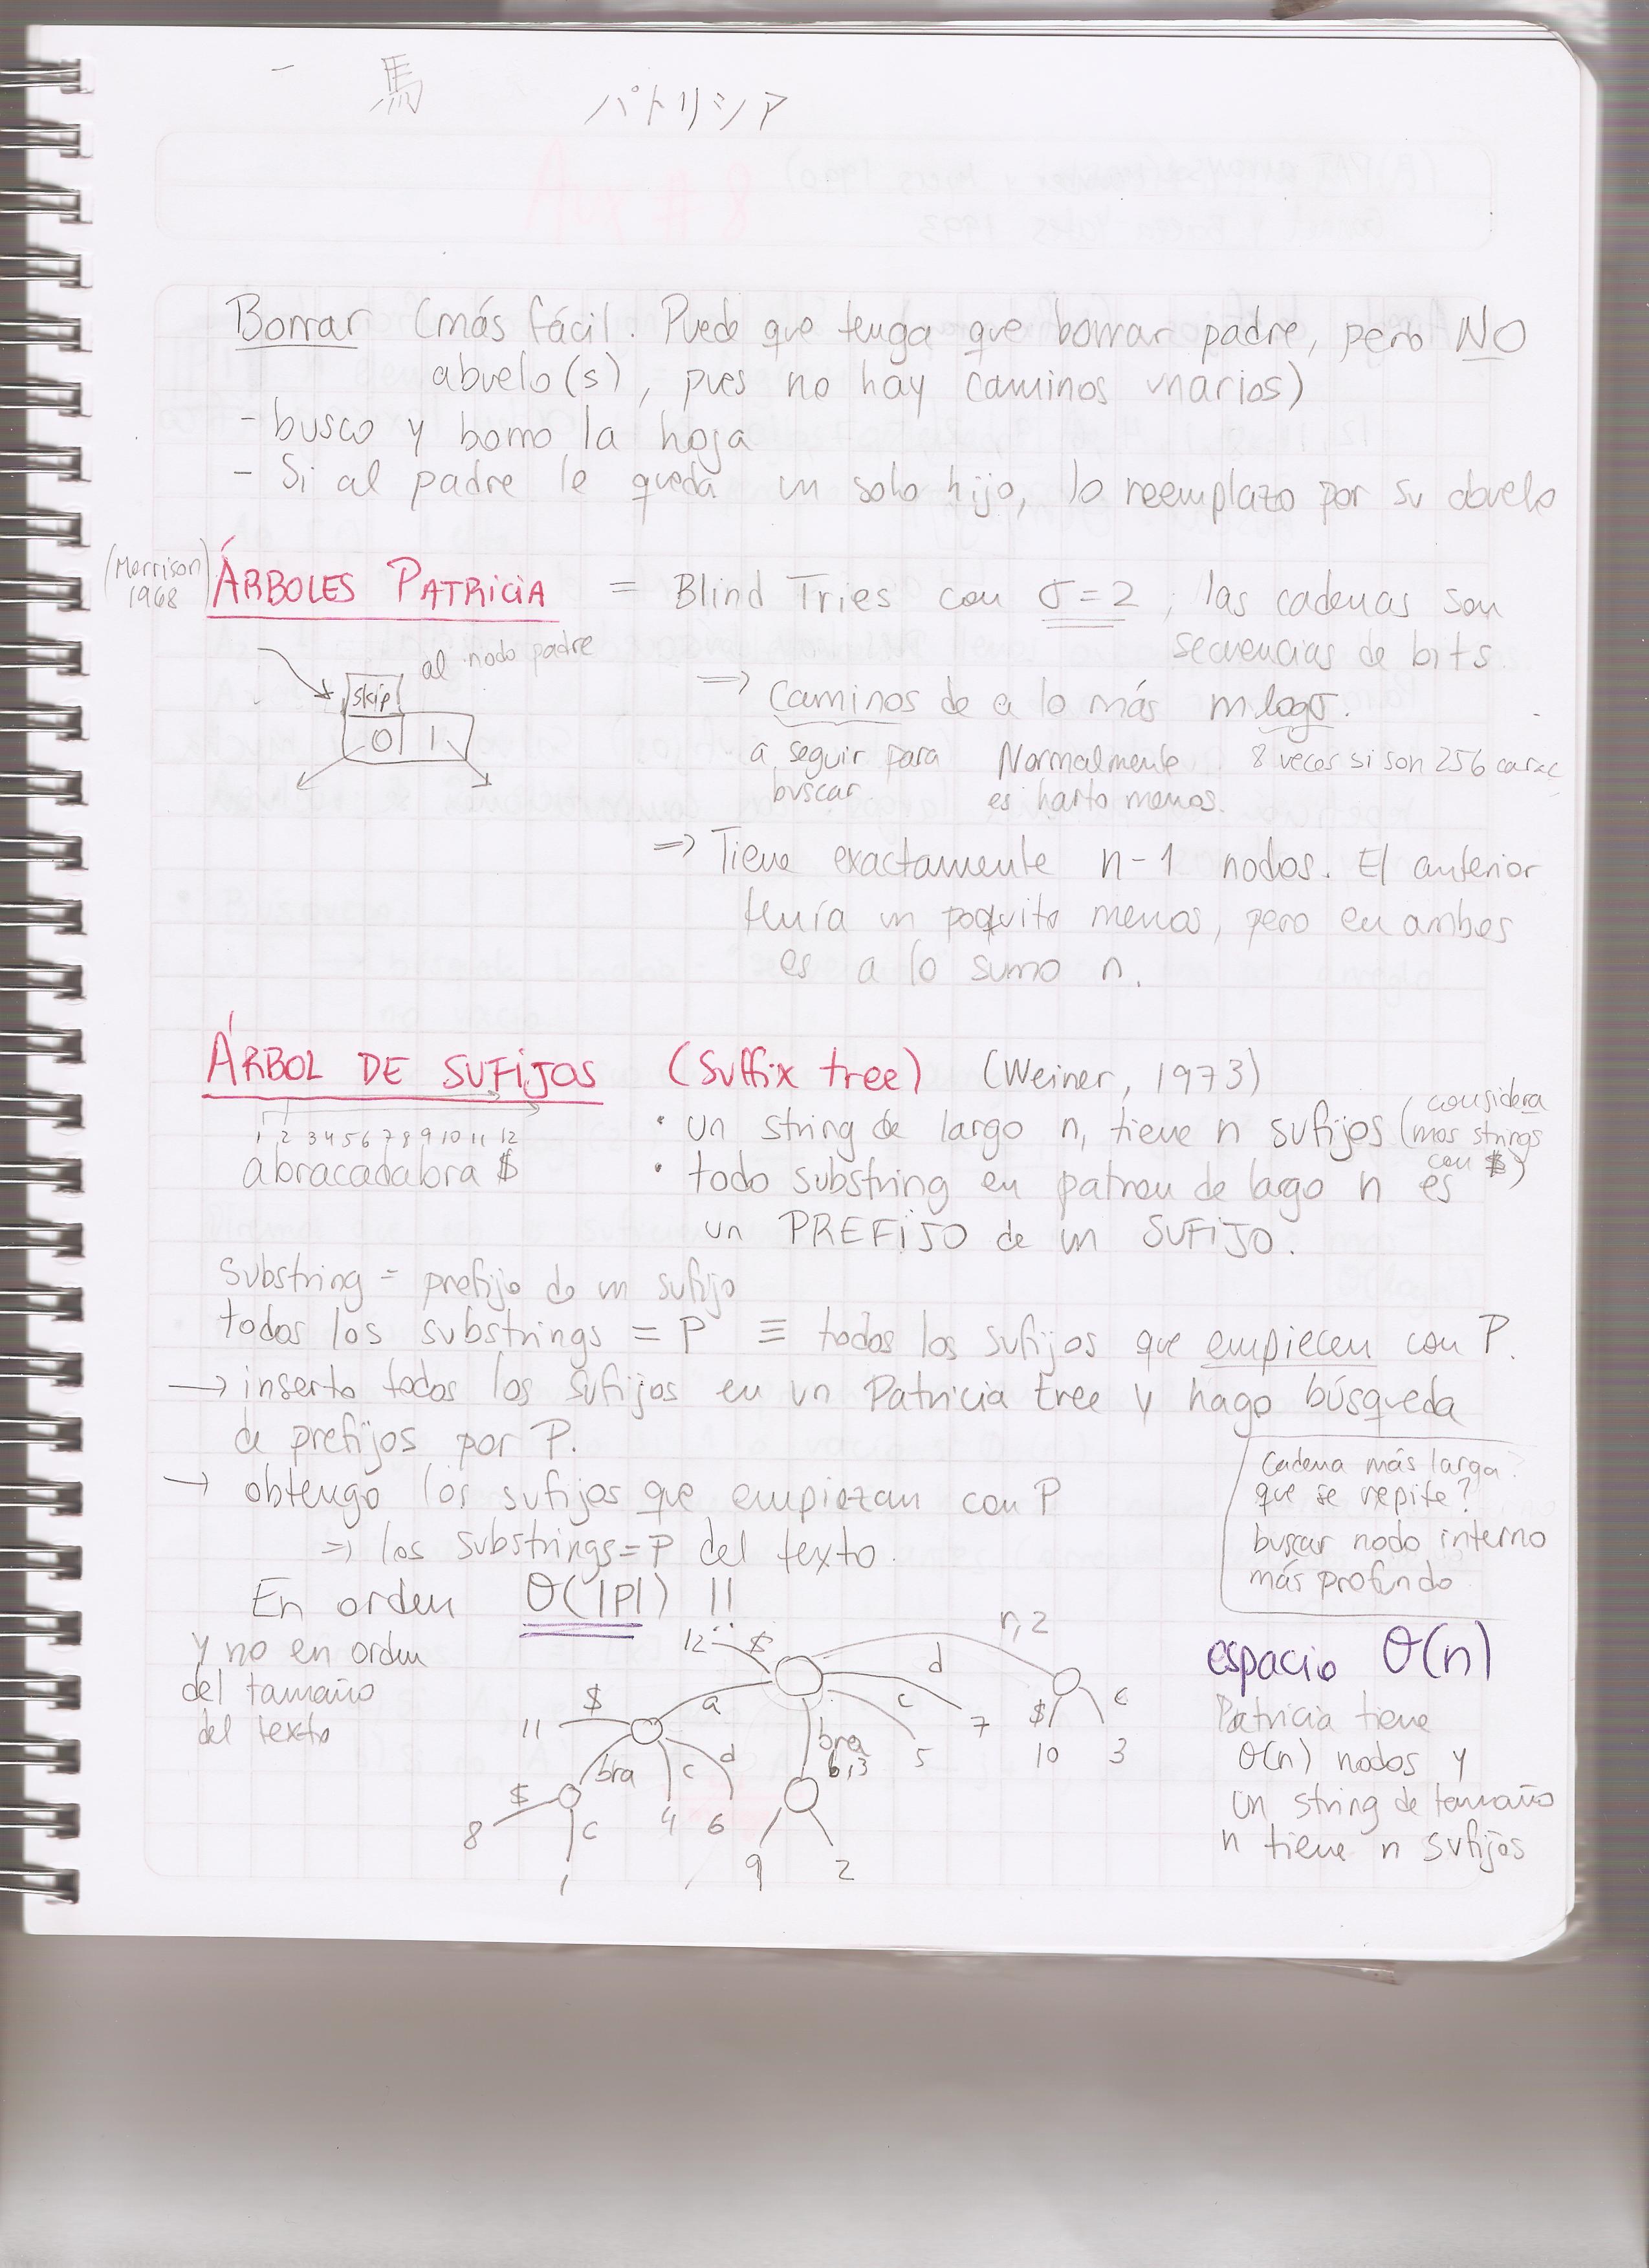 馬 パトリシア
Borrar (más fácil. Puede que tenga que borrar padre, pero NO
abuelo(s), pues no hay caminos unarios)
- busco y borro la hoja
- Si al padre le queda un solo hijo, lo reemplazo por su abuelo
(Morrison 1968) ÁRBOLES PATRICIA = Blind Tries con σ=2, las cadenas son
secuencias de bits
al nodo padre
skip
0 1
⇒ Caminos de a lo más m logσ.
a seguir para buscar.
Normalmente es harto menos.
8 veces si son 256 carac
⇒ Tiene exactamente n-1 nodos. El anterior
tenía un poquito menos, pero en ambos
es a lo sumo n.
ÁRBOL DE SUFIJOS (Suffix tree) (Weiner, 1973)
1 2 3 4 5 6 7 8 9 10 11 12
abracadabra $
• un string de largo n, tiene n sufijos (consideramos strings con $)
• todo substring en patron de largo n es
un PREFIJO de un SUFIJO.
Substring = prefijo de un sufijo
todos los substrings = P ≡ todos los sufijos que empiecen con P.
→ inserto todos los sufijos en un Patricia tree y hago búsqueda
de prefijos por P.
→ obtengo los sufijos que empiezan con P
⇒ los substrings=P del texto.
Cadena más larga
que se repite?
buscar nodo interno
más profundo
En orden O(|P|) !!
y no en orden
del tamaño
del texto
12 $ a bra 6,3 c 5 d 7 r,2
$ 10 c 3
11 $ bra c 4 d 6
8 $ c 1
9 2
espacio O(n)
Patricia tiene
O(n) nodos y
un string de tamaño
n tiene n sufijos